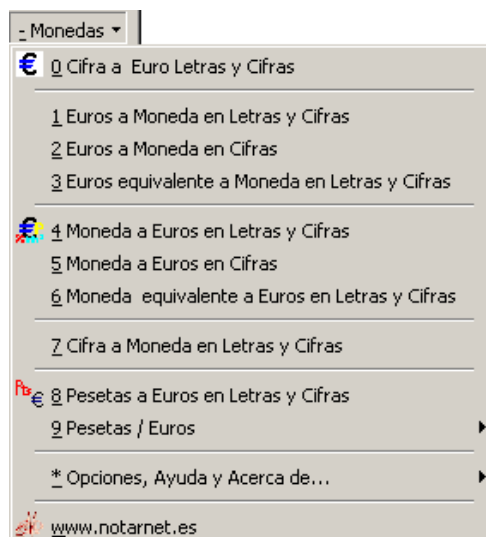 - Monedas
€ 0 Cifra a Euro Letras y Cifras
1 Euros a Moneda en Letras y Cifras
2 Euros a Moneda en Cifras
3 Euros equivalente a Moneda en Letras y Cifras
€ 4 Moneda a Euros en Letras y Cifras
5 Moneda a Euros en Cifras
6 Moneda equivalente a Euros en Letras y Cifras
7 Cifra a Moneda en Letras y Cifras
Pts € 8 Pesetas a Euros en Letras y Cifras
9 Pesetas / Euros
* Opciones, Ayuda y Acerca de...
www.notarnet.es